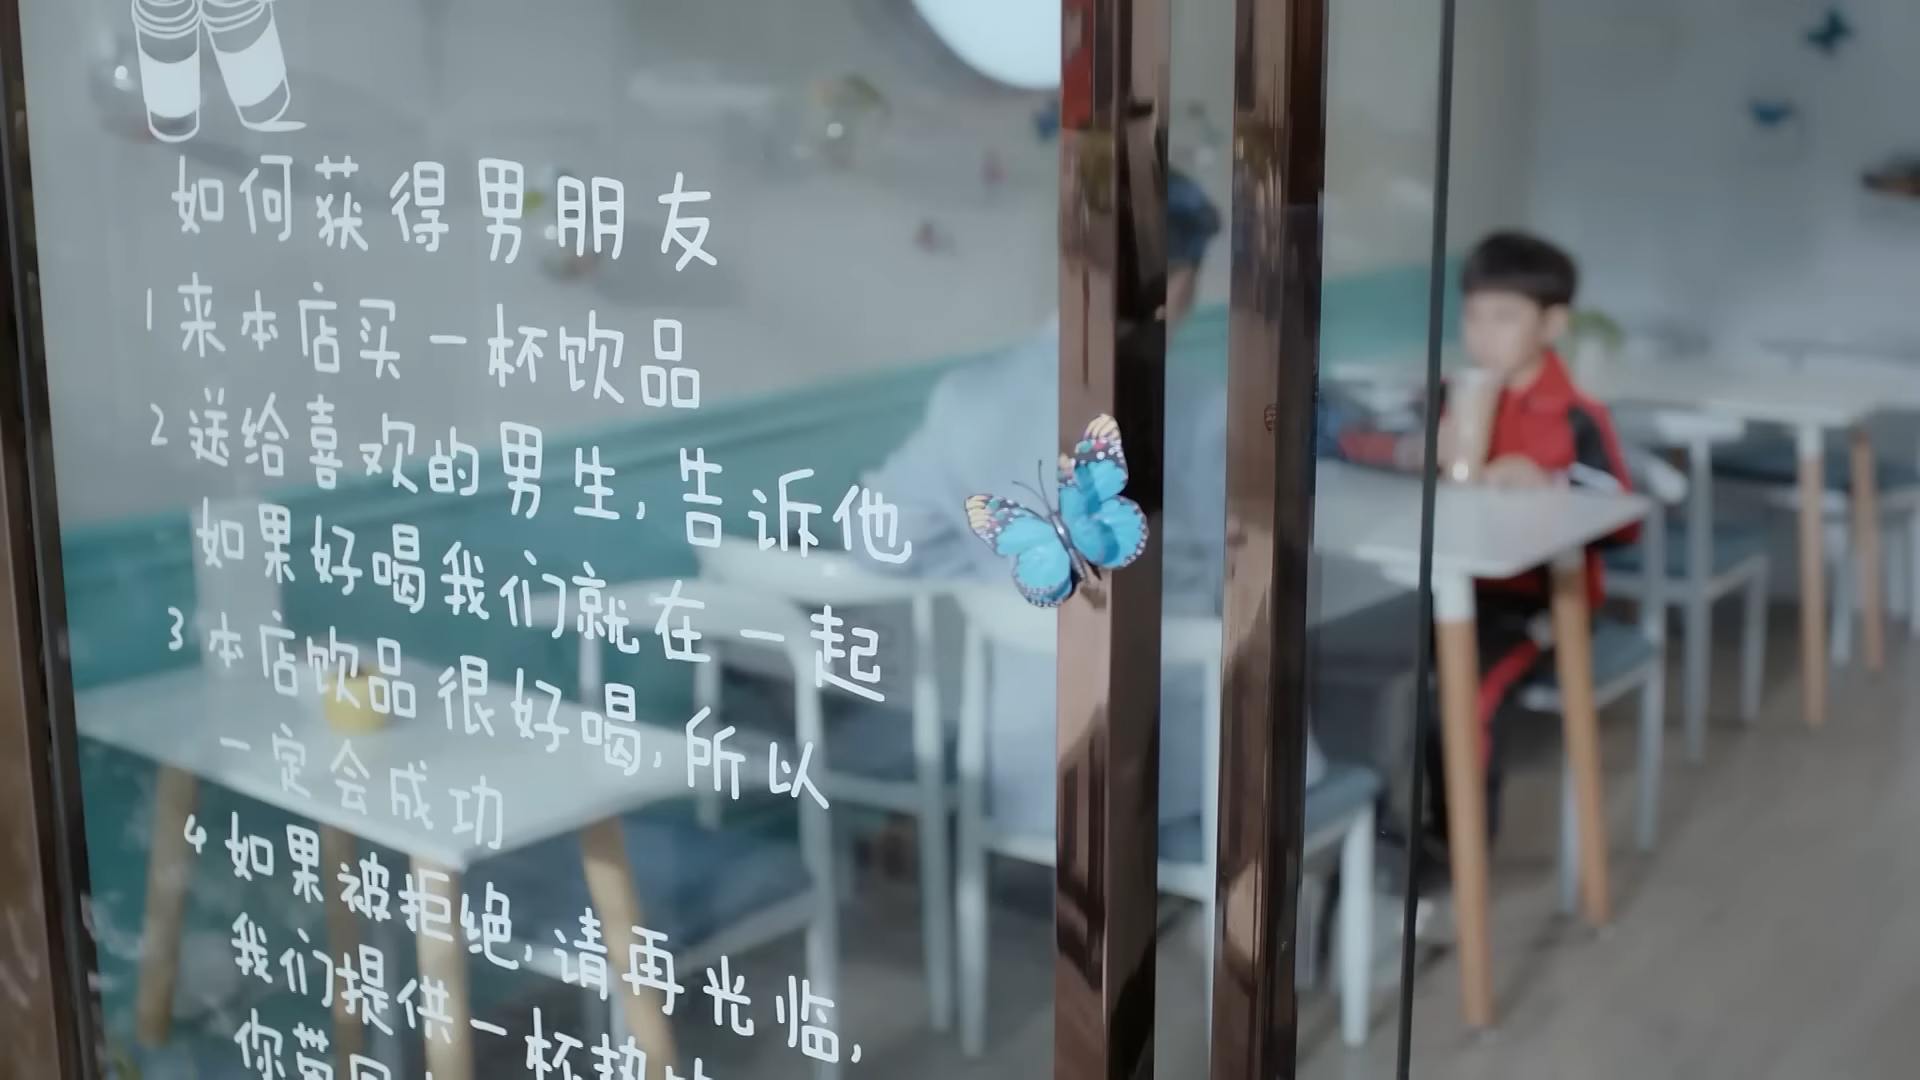 如何获得男朋友
1 来本店买一杯饮品
2 送给喜欢的男生，告诉他
如果好喝我们就在一起
3 本店饮品很好喝，所以
一定会成功
4 如果被拒绝，请再光临，
我们提供一杯热
你带